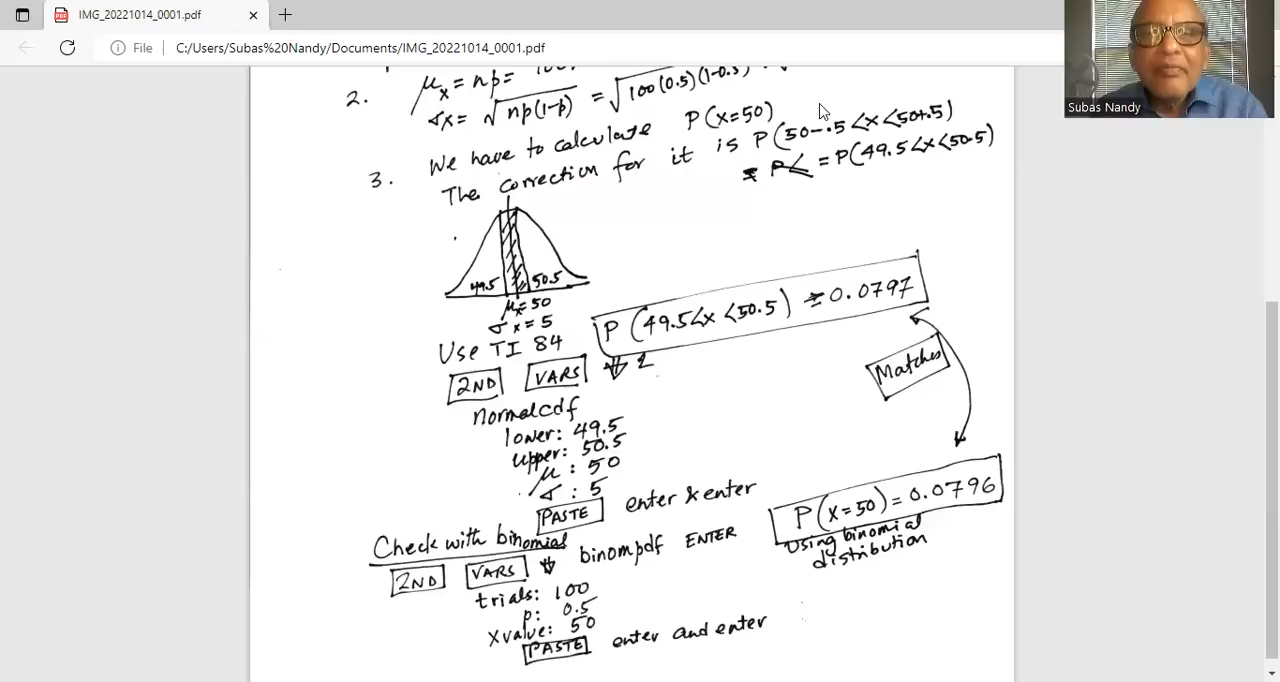 IMG_20221014_0001.pdf
File C:/Users/Subas%20Nandy/Documents/IMG_20221014_0001.pdf
Subas Nandy
2. μx = np =
σx = √np(1-p) = √100(0.5)(1-0.5)
We have to calculate P(x=50)
3. The correction for it is P(50-.5<x<50+.5)
= P(49.5<x<50.5)
49.5 50.5
μx=50
σx=5
P(49.5<x<50.5) = 0.0797
Use TI 84
2ND VARS ↓ 2
Matches
normalcdf
lower: 49.5
upper: 50.5
μ : 50
σ : 5
PASTE enter & enter
P(x=50)=0.0796
Using binomial
distribution
Check with binomial
2ND VARS ↓ binompdf ENTER
trials: 100
p: 0.5
x value: 50
PASTE enter and enter